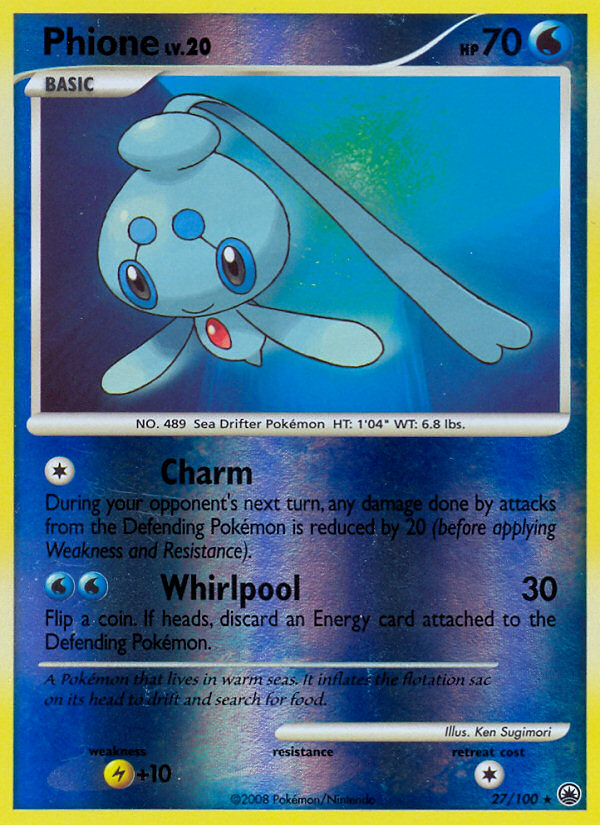 Phione LV.20 HP 70
BASIC
NO. 489 Sea Drifter Pokémon HT: 1'04" WT: 6.8 lbs.
Charm
During your opponent's next turn, any damage done by attacks
from the Defending Pokémon is reduced by 20 (before applying
Weakness and Resistance).
Whirlpool 30
Flip a coin. If heads, discard an Energy card attached to the
Defending Pokémon.
A Pokémon that lives in warm seas. It inflates the flotation sac
on its head to drift and search for food.
Illus. Ken Sugimori
weakness resistance retreat cost
+10
©2008 Pokémon/Nintendo 27/100 ★